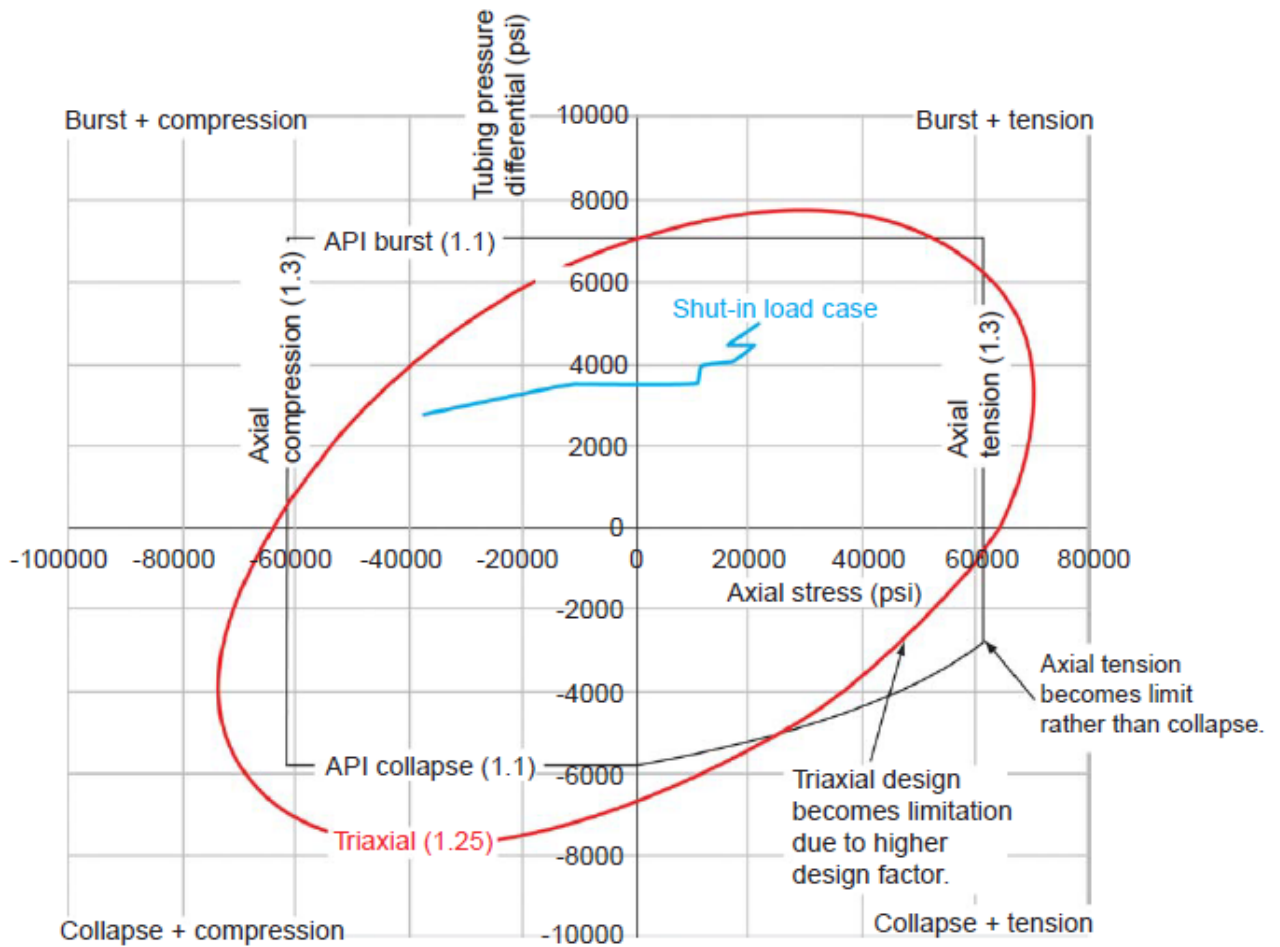 Tubing pressure
differential (psi)
Burst + compression
10000
Burst + tension
8000
API burst (1.1)
6000
Axial
compression (1.3)
Shut-in load case
4000
Axial
tension (1.3)
2000
0
-100000 -80000 -60000 -40000 -20000 0 20000 40000 60000 80000
Axial stress (psi)
-2000
Axial tension
becomes limit
rather than collapse.
-4000
API collapse (1.1)
-6000
Triaxial design
becomes limitation
due to higher
design factor.
Triaxial (1.25)
-8000
Collapse + compression
-10000
Collapse + tension